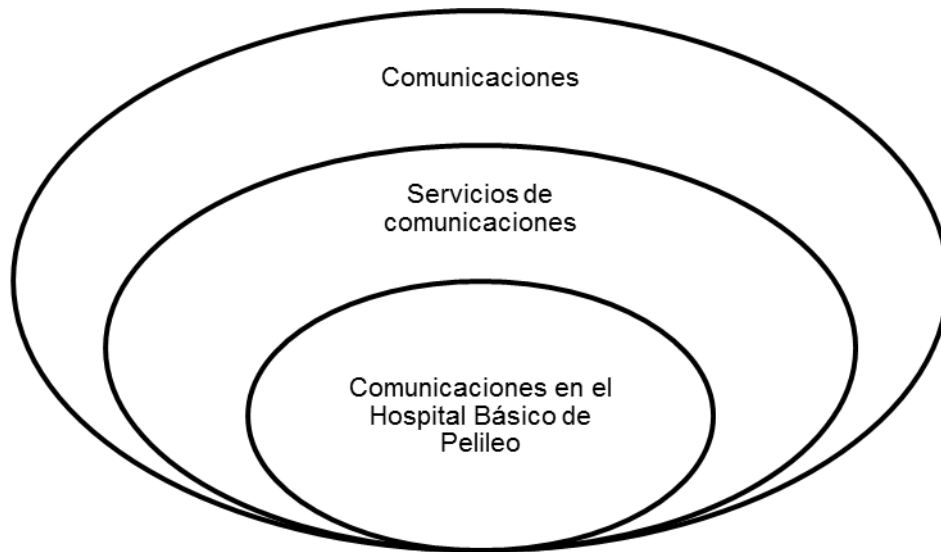 Comunicaciones
Servicios de
comunicaciones
Comunicaciones en el
Hospital Básico de
Pelileo